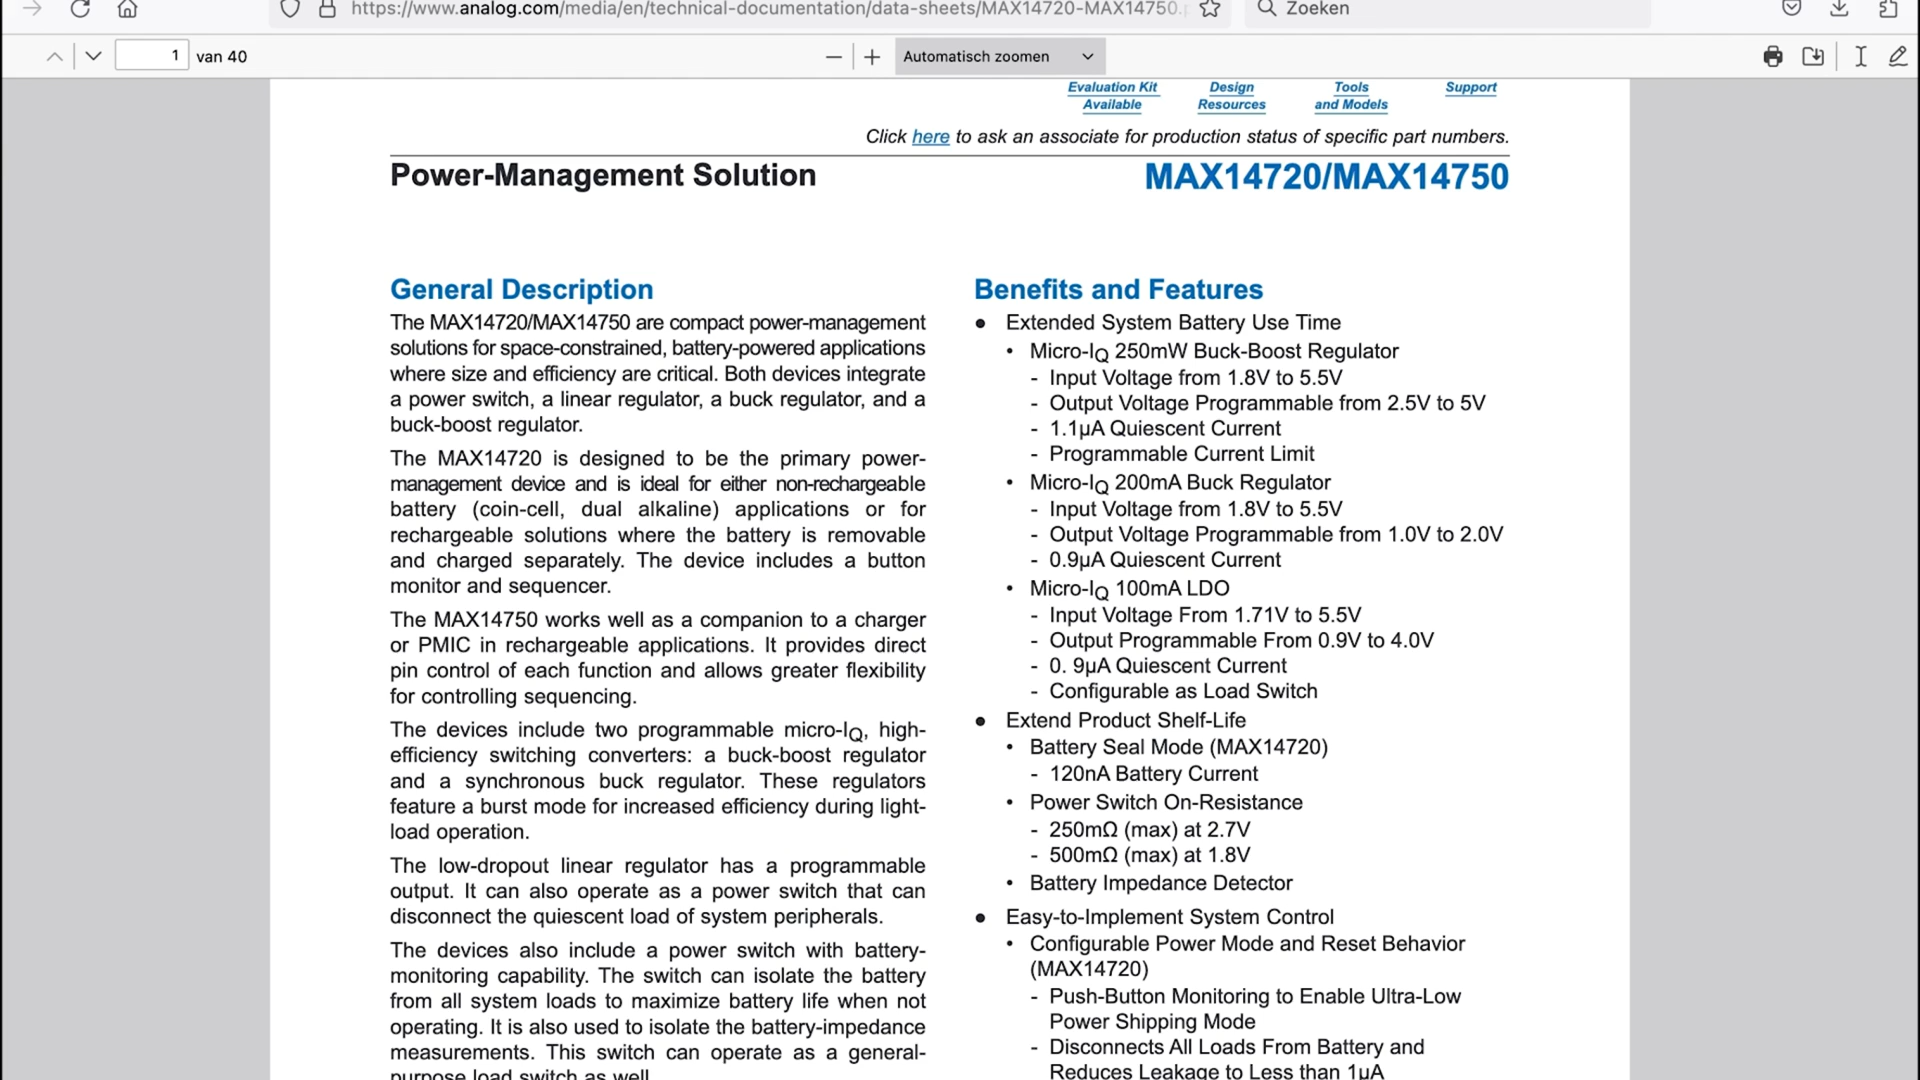 https://www.analog.com/media/en/technical-documentation/data-sheets/MAX14720-MAX14750.p
Zoeken
1 van 40
Automatisch zoomen
Evaluation Kit Available
Design Resources
Tools and Models
Support
Click here to ask an associate for production status of specific part numbers.
Power-Management Solution
MAX14720/MAX14750
General Description
The MAX14720/MAX14750 are compact power-management
solutions for space-constrained, battery-powered applications
where size and efficiency are critical. Both devices integrate
a power switch, a linear regulator, a buck regulator, and a
buck-boost regulator.
The MAX14720 is designed to be the primary power-
management device and is ideal for either non-rechargeable
battery (coin-cell, dual alkaline) applications or for
rechargeable solutions where the battery is removable
and charged separately. The device includes a button
monitor and sequencer.
The MAX14750 works well as a companion to a charger
or PMIC in rechargeable applications. It provides direct
pin control of each function and allows greater flexibility
for controlling sequencing.
The devices include two programmable micro-IQ, high-
efficiency switching converters: a buck-boost regulator
and a synchronous buck regulator. These regulators
feature a burst mode for increased efficiency during light-
load operation.
The low-dropout linear regulator has a programmable
output. It can also operate as a power switch that can
disconnect the quiescent load of system peripherals.
The devices also include a power switch with battery-
monitoring capability. The switch can isolate the battery
from all system loads to maximize battery life when not
operating. It is also used to isolate the battery-impedance
measurements. This switch can operate as a general-
purpose load switch as well.
Benefits and Features
● Extended System Battery Use Time
• Micro-IQ 250mW Buck-Boost Regulator
- Input Voltage from 1.8V to 5.5V
- Output Voltage Programmable from 2.5V to 5V
- 1.1µA Quiescent Current
- Programmable Current Limit
• Micro-IQ 200mA Buck Regulator
- Input Voltage from 1.8V to 5.5V
- Output Voltage Programmable from 1.0V to 2.0V
- 0.9µA Quiescent Current
• Micro-IQ 100mA LDO
- Input Voltage From 1.71V to 5.5V
- Output Programmable From 0.9V to 4.0V
- 0. 9µA Quiescent Current
- Configurable as Load Switch
● Extend Product Shelf-Life
• Battery Seal Mode (MAX14720)
- 120nA Battery Current
• Power Switch On-Resistance
- 250mΩ (max) at 2.7V
- 500mΩ (max) at 1.8V
• Battery Impedance Detector
● Easy-to-Implement System Control
• Configurable Power Mode and Reset Behavior
(MAX14720)
- Push-Button Monitoring to Enable Ultra-Low
Power Shipping Mode
- Disconnects All Loads From Battery and
Reduces Leakage to Less than 1µA